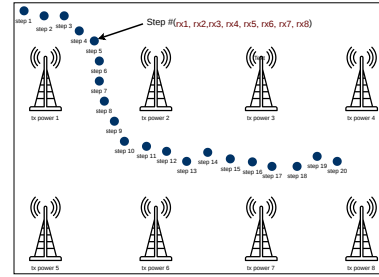 step 1
step 2
step 3
Step #(rx1, rx2,rx3, rx4, rx5, rx6, rx7, rx8)
step 4
step 5
step 6
step 7
step 8
tx power 1
tx power 2
tx power 3
tx power 4
step 9
step 10
step 11
step 12
step 13
step 14
step 15
step 16
step 17
step 18
step 19
step 20
tx power 5
tx power 6
tx power 7
tx power 8